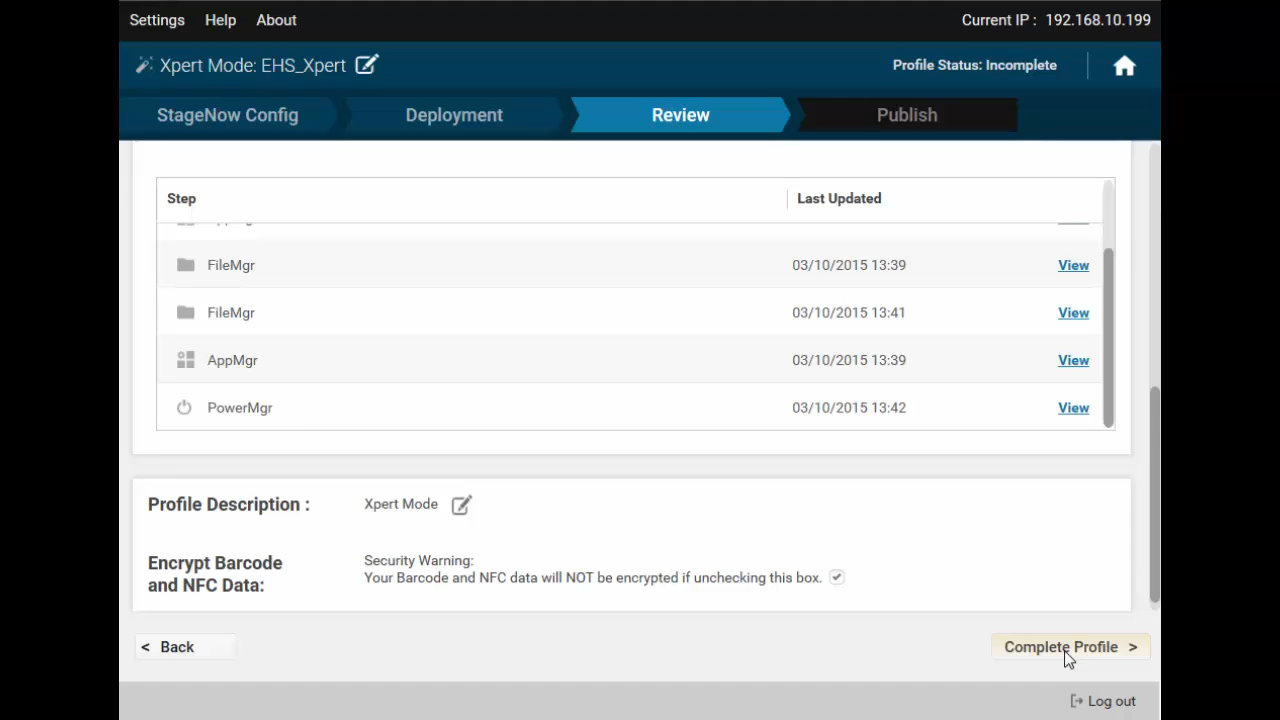 Settings Help About Current IP : 192.168.10.199
Xpert Mode: EHS_Xpert Profile Status: Incomplete
StageNow Config Deployment Review Publish
Step Last Updated
FileMgr 03/10/2015 13:39 View
FileMgr 03/10/2015 13:41 View
AppMgr 03/10/2015 13:39 View
PowerMgr 03/10/2015 13:42 View
Profile Description : Xpert Mode
Encrypt Barcode
and NFC Data:
Security Warning:
Your Barcode and NFC data will NOT be encrypted if unchecking this box.
< Back Complete Profile >
Log out